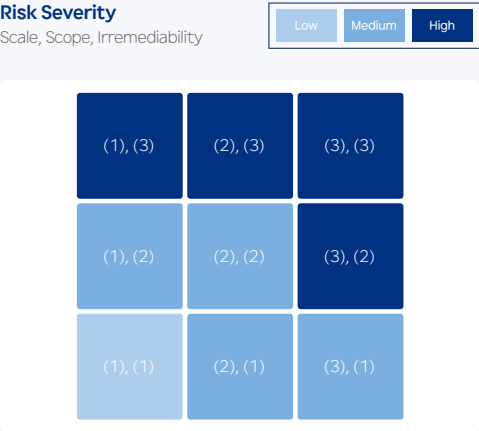 Risk Severity
Scale, Scope, Irremediability
Low Medium High
(1), (3) (2), (3) (3), (3)
(1), (2) (2), (2) (3), (2)
(1), (1) (2), (1) (3), (1)